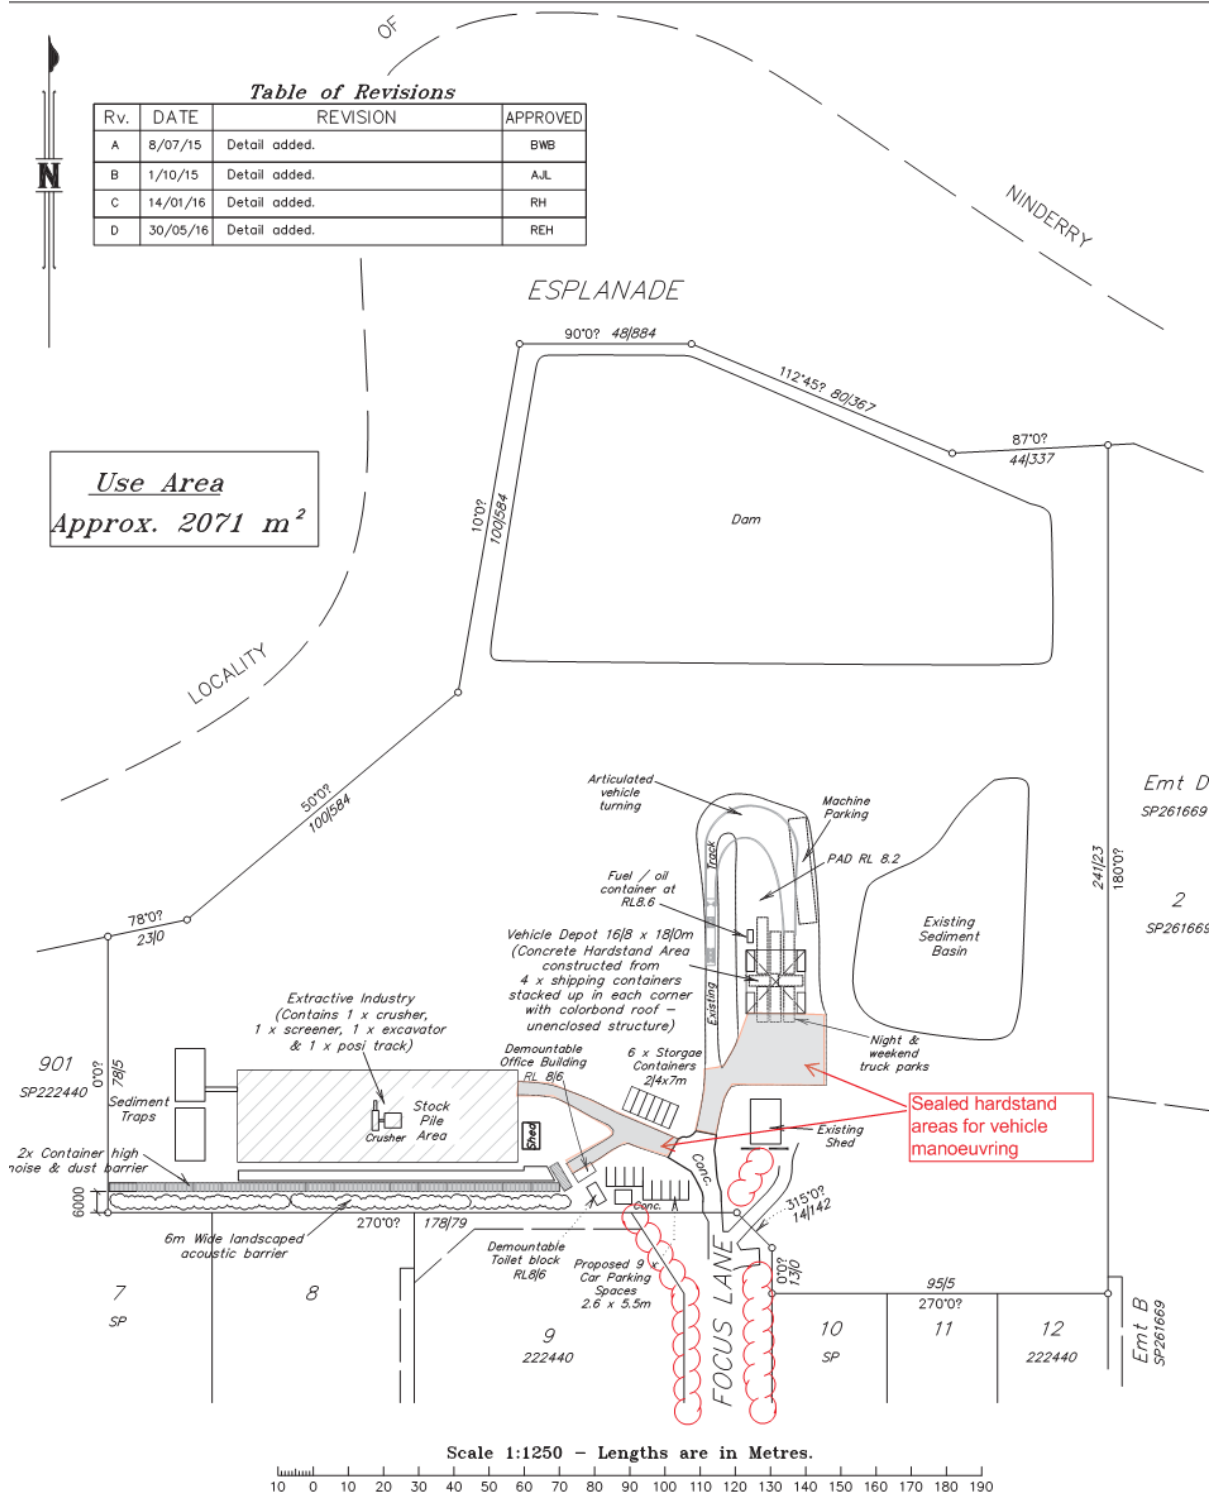 OF
Table of Revisions
Rv. DATE REVISION APPROVED
A 8/07/15 Detail added. BWB
B 1/10/15 Detail added. AJL
C 14/01/16 Detail added. RH
D 30/05/16 Detail added. REH
N
NINDERRY
ESPLANADE
90°0? 48/884
112°45? 80/367
87°0?
44/337
Use Area
Approx. 2071 m²
10°0?
100/584
Dam
LOCALITY
50°0?
100/584
Articulated
vehicle
turning
Machine
Parking
Emt D
SP261669
Track
PAD RL 8.2
241/23
180°0?
Fuel / oil
container at
RL8.6
2
SP261669
78°0?
23/0
Existing
Sediment
Basin
Vehicle Depot 16/8 x 18/0m
(Concrete Hardstand Area
constructed from
4 x shipping containers
stacked up in each corner
with colorbond roof –
unenclosed structure)
Existing
Extractive Industry
(Contains 1 x crusher,
1 x screener, 1 x excavator
& 1 x posi track)
Night &
weekend
truck parks
Demountable
Office Building
RL 8/6
6 x Storgae
Containers
2/4x7m
901
SP222440
0°0?
78/5
Sediment
Traps
Stock
Pile
Area
Crusher
Shed
Sealed hardstand
areas for vehicle
manoeuvring
Existing
Shed
2x Container high
noise & dust barrier
Conc.
6000
Conc.
315°0?
14/142
270°0? 178/79
6m Wide landscaped
acoustic barrier
Demountable
Toilet block
RL8/6
Proposed 9 x
Car Parking
Spaces
2.6 x 5.5m
0°0?
13/0
95/5
270°0?
7
SP
8
9
222440
FOCUS LANE
10
SP
11
12
222440
Emt B
SP261669
Scale 1:1250 – Lengths are in Metres.
10 0 10 20 30 40 50 60 70 80 90 100 110 120 130 140 150 160 170 180 190